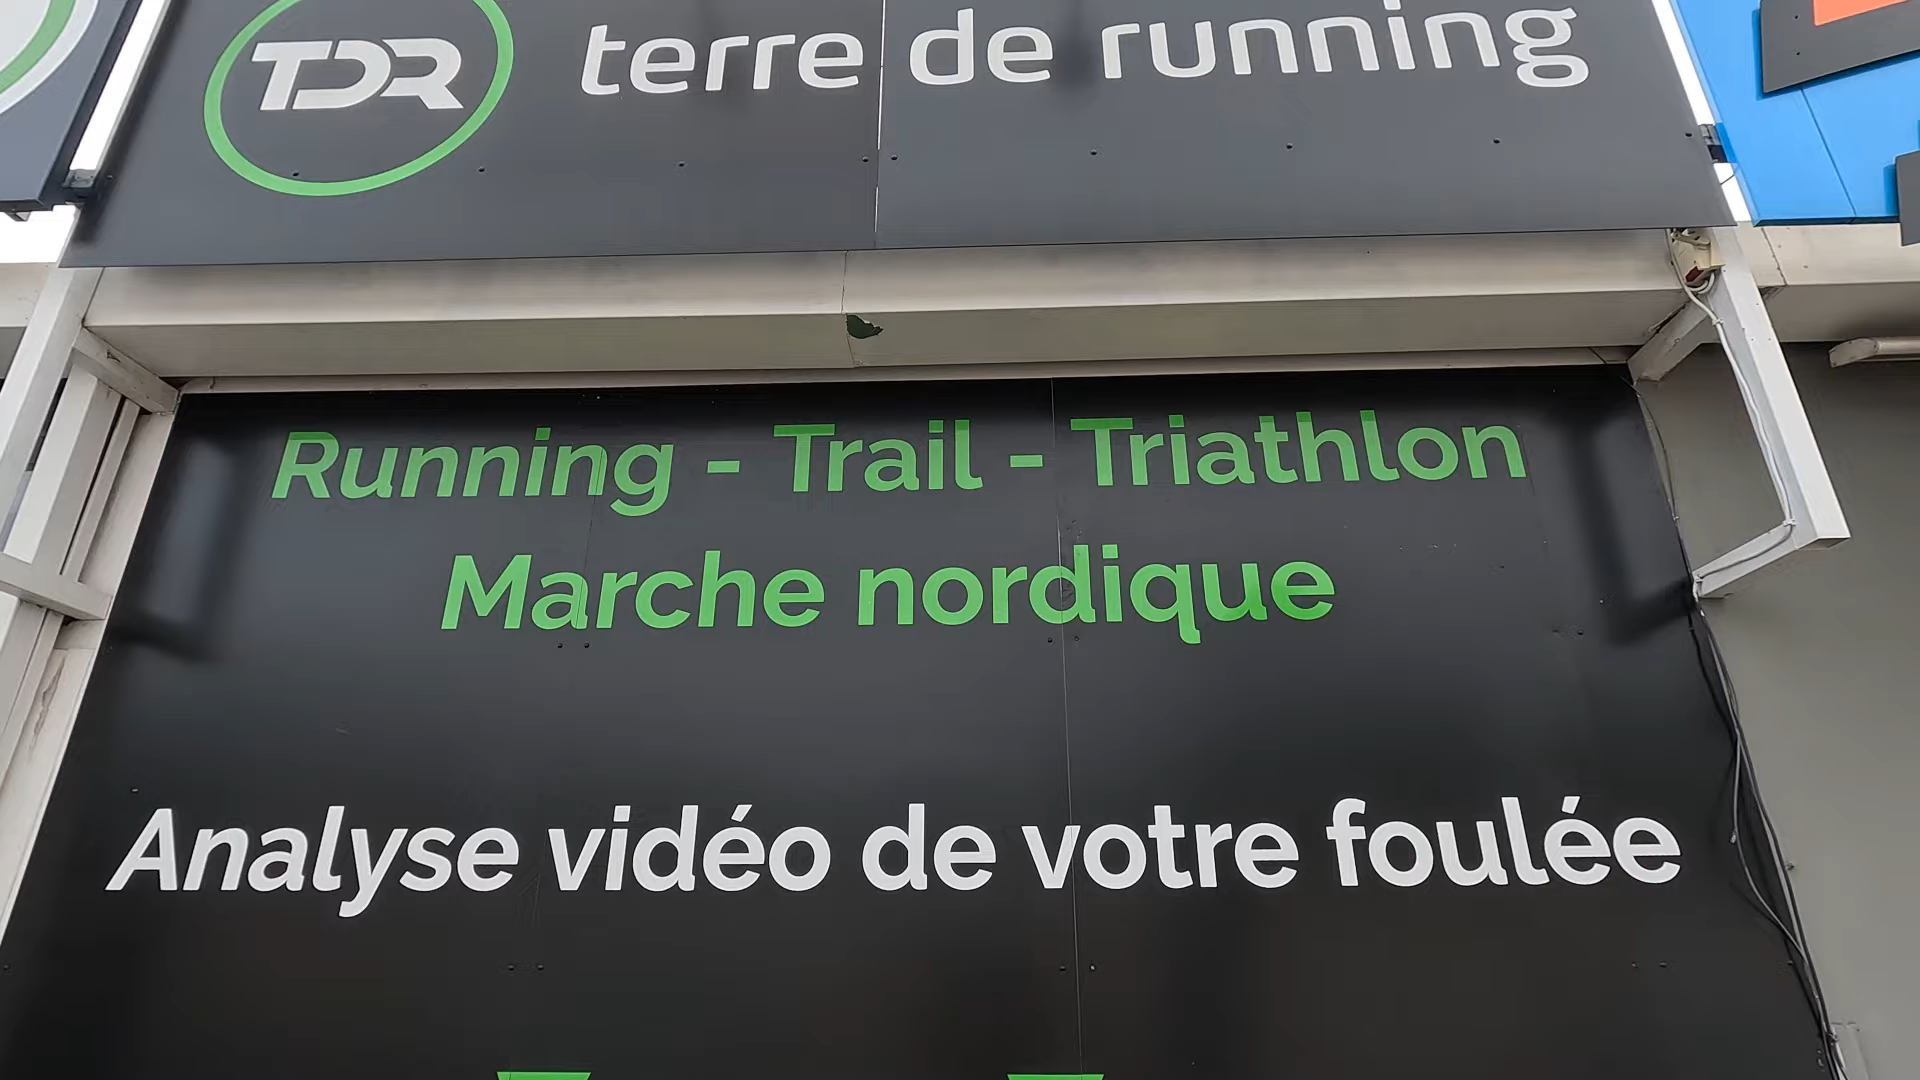 TDR terre de running
Running - Trail - Triathlon
Marche nordique
Analyse vidéo de votre foulée